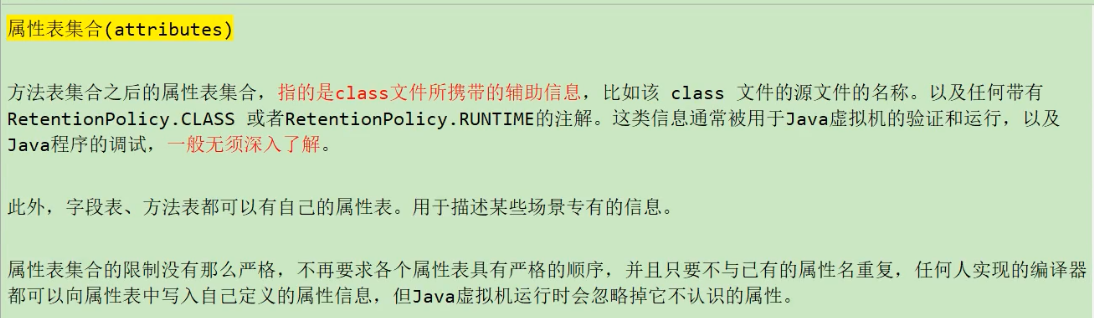 属性表集合(attributes)
方法表集合之后的属性表集合，指的是class文件所携带的辅助信息，比如该 class 文件的源文件的名称。以及任何带有
RetentionPolicy.CLASS 或者RetentionPolicy.RUNTIME的注解。这类信息通常被用于Java虚拟机的验证和运行，以及
Java程序的调试，一般无须深入了解。
此外，字段表、方法表都可以有自己的属性表。用于描述某些场景专有的信息。
属性表集合的限制没有那么严格，不再要求各个属性表具有严格的顺序，并且只要不与已有的属性名重复，任何人实现的编译器
都可以向属性表中写入自己定义的属性信息，但Java虚拟机运行时会忽略掉它不认识的属性。